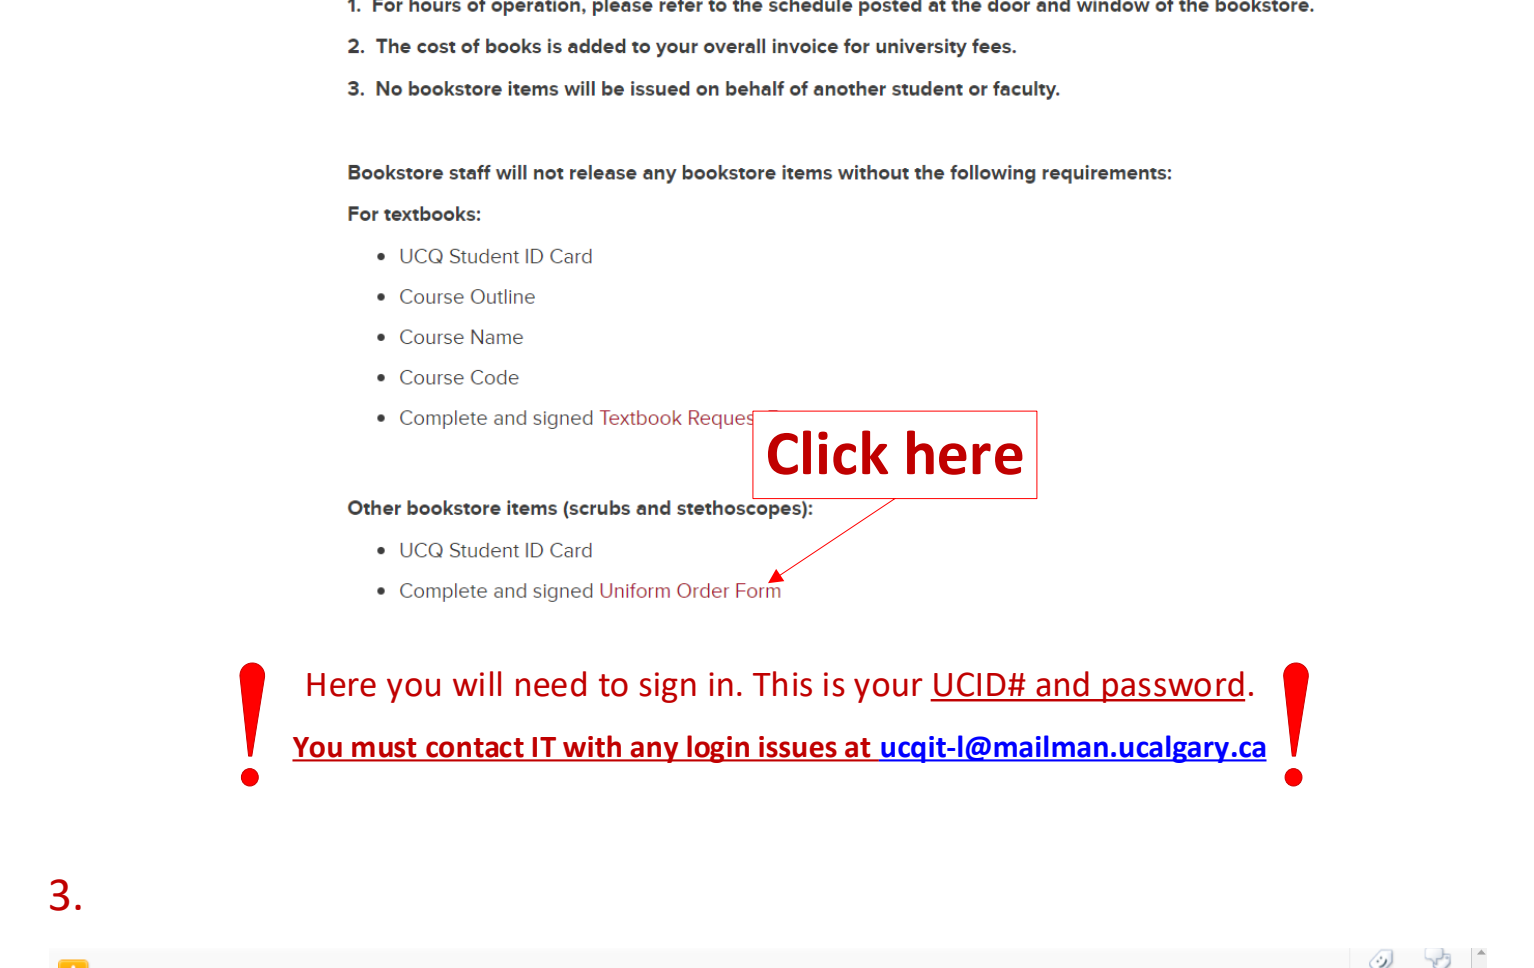 1. For hours of operation, please refer to the schedule posted at the door and window of the bookstore.
2. The cost of books is added to your overall invoice for university fees.
3. No bookstore items will be issued on behalf of another student or faculty.
Bookstore staff will not release any bookstore items without the following requirements:
For textbooks:
• UCQ Student ID Card
• Course Outline
• Course Name
• Course Code
• Complete and signed Textbook Reques
Click here
Other bookstore items (scrubs and stethoscopes):
• UCQ Student ID Card
• Complete and signed Uniform Order Form
Here you will need to sign in. This is your UCID# and password.
You must contact IT with any login issues at ucqit-l@mailman.ucalgary.ca
3.